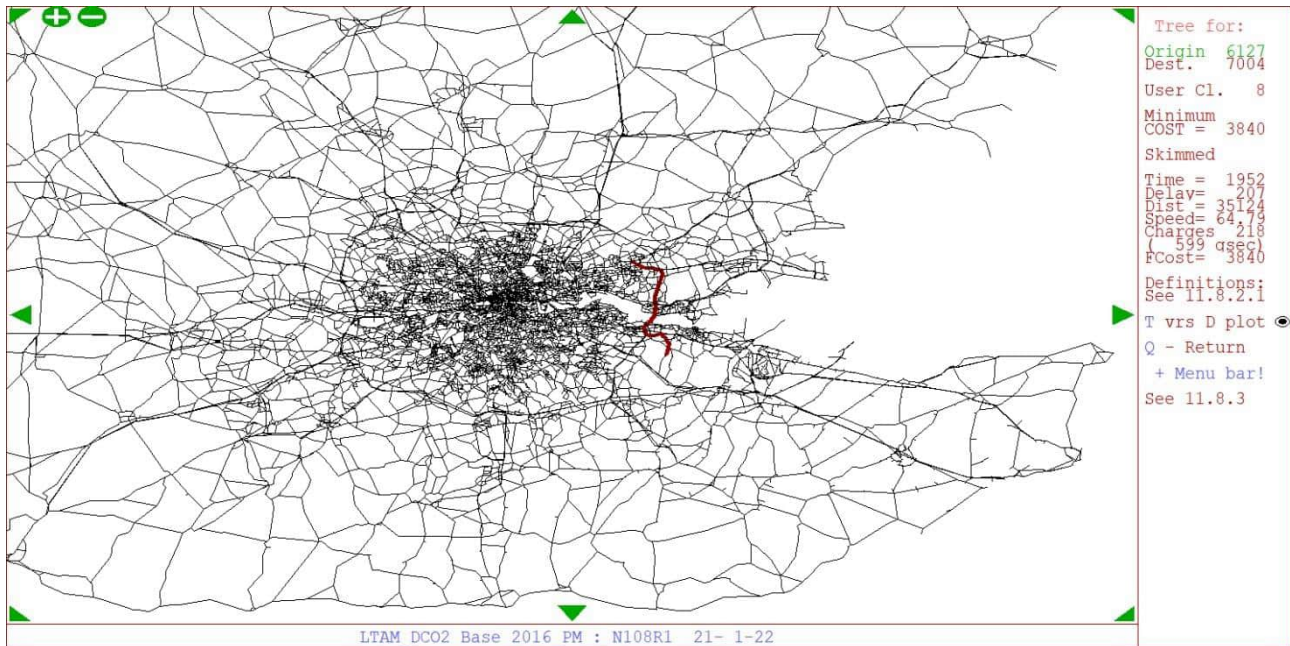 Tree for:
Origin 6127
Dest. 7004
User Cl. 8
Minimum
COST = 3840
Skimmed
Time = 1952
Delay= 207
Dist = 35124
Speed= 64.79
Charges 218
( 599 gsec)
FCost= 3840
Definitions:
See 11.8.2.1
T vrs D plot
Q - Return
+ Menu bar!
See 11.8.3
LTAM DCO2 Base 2016 PM : N108R1 21- 1-22